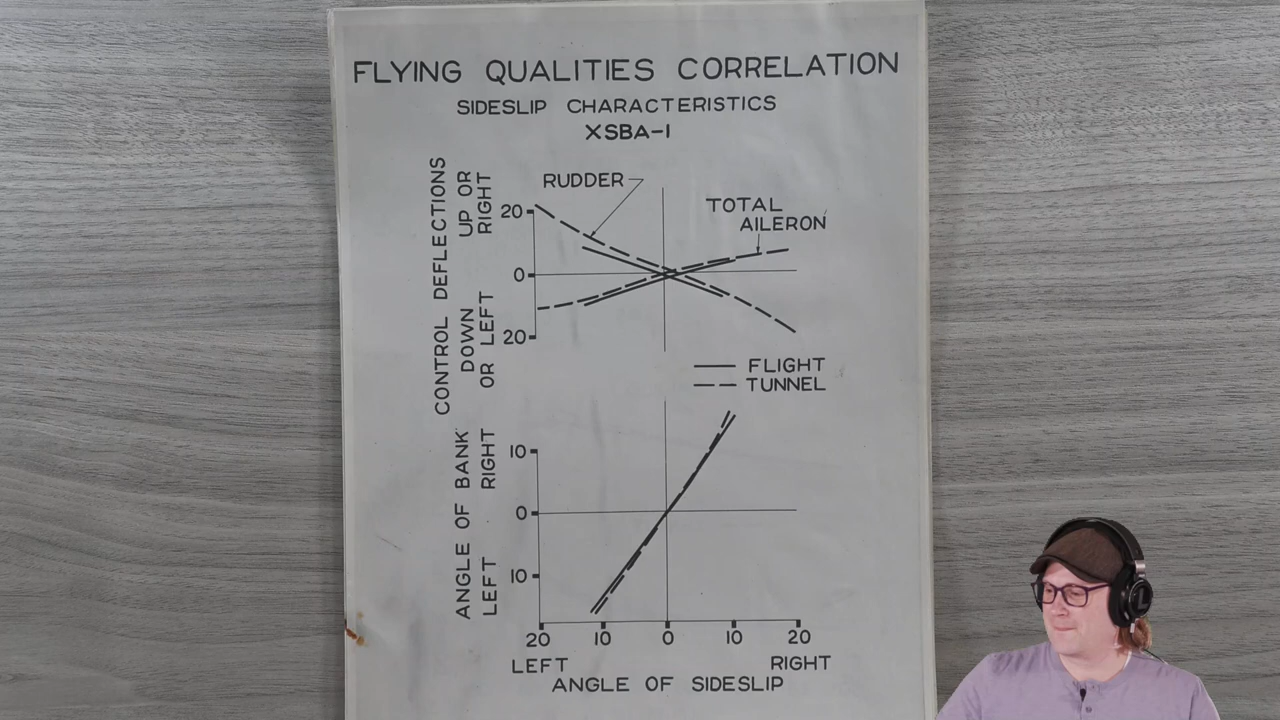 FLYING QUALITIES CORRELATION
SIDESLIP CHARACTERISTICS
XSBA-1
CONTROL DEFLECTIONS
UP OR
RIGHT
DOWN
OR LEFT
RUDDER
TOTAL
AILERON
20
0
20
FLIGHT
TUNNEL
ANGLE OF BANK
RIGHT
LEFT
10
0
10
20 10 0 10 20
LEFT RIGHT
ANGLE OF SIDESLIP